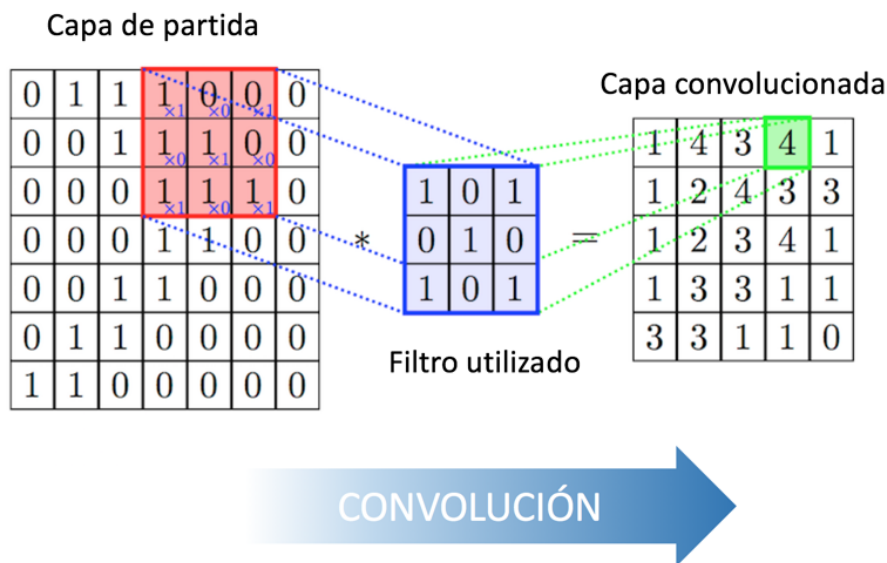 Capa de partida
Capa convolucionada
0 1 1 1 0 0 0
×1 ×0 ×1
0 0 1 1 1 0 0
×0 ×1 ×0
0 0 0 1 1 1 0
×1 ×0 ×1
0 0 0 1 1 0 0
0 0 1 1 0 0 0
0 1 1 0 0 0 0
1 1 0 0 0 0 0
*
1 0 1
0 1 0
1 0 1
Filtro utilizado
=
1 4 3 4 1
1 2 4 3 3
1 2 3 4 1
1 3 3 1 1
3 3 1 1 0
CONVOLUCIÓN